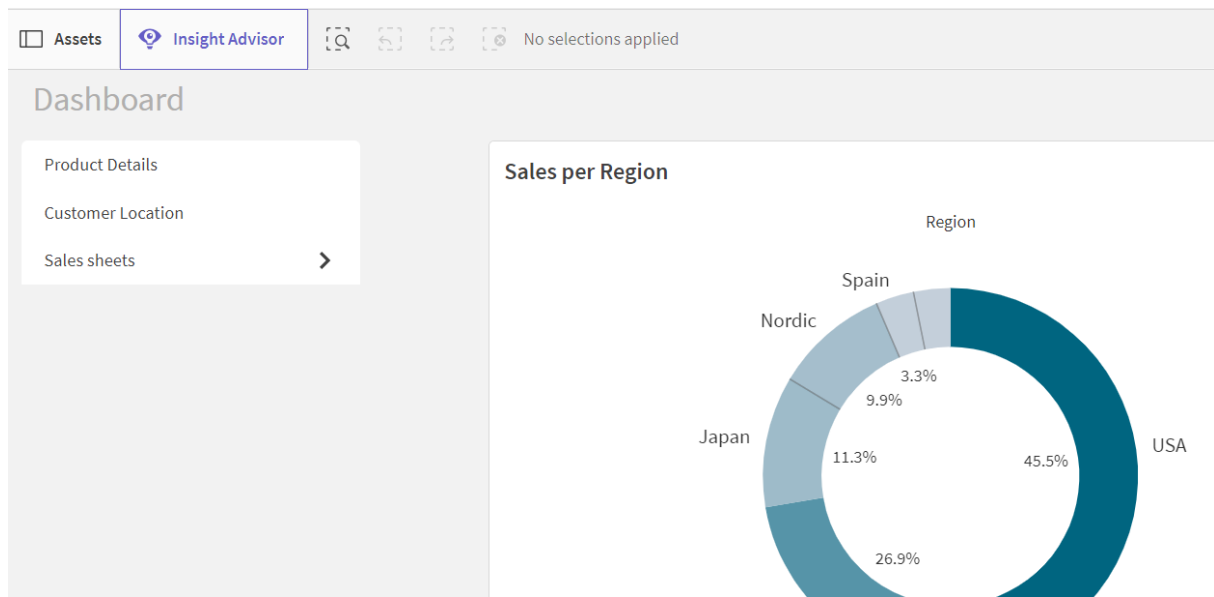 Assets Insight Advisor No selections applied
Dashboard
Product Details
Customer Location
Sales sheets
Sales per Region
Region
Spain
Nordic
3.3%
9.9%
Japan
11.3%
45.5%
USA
26.9%